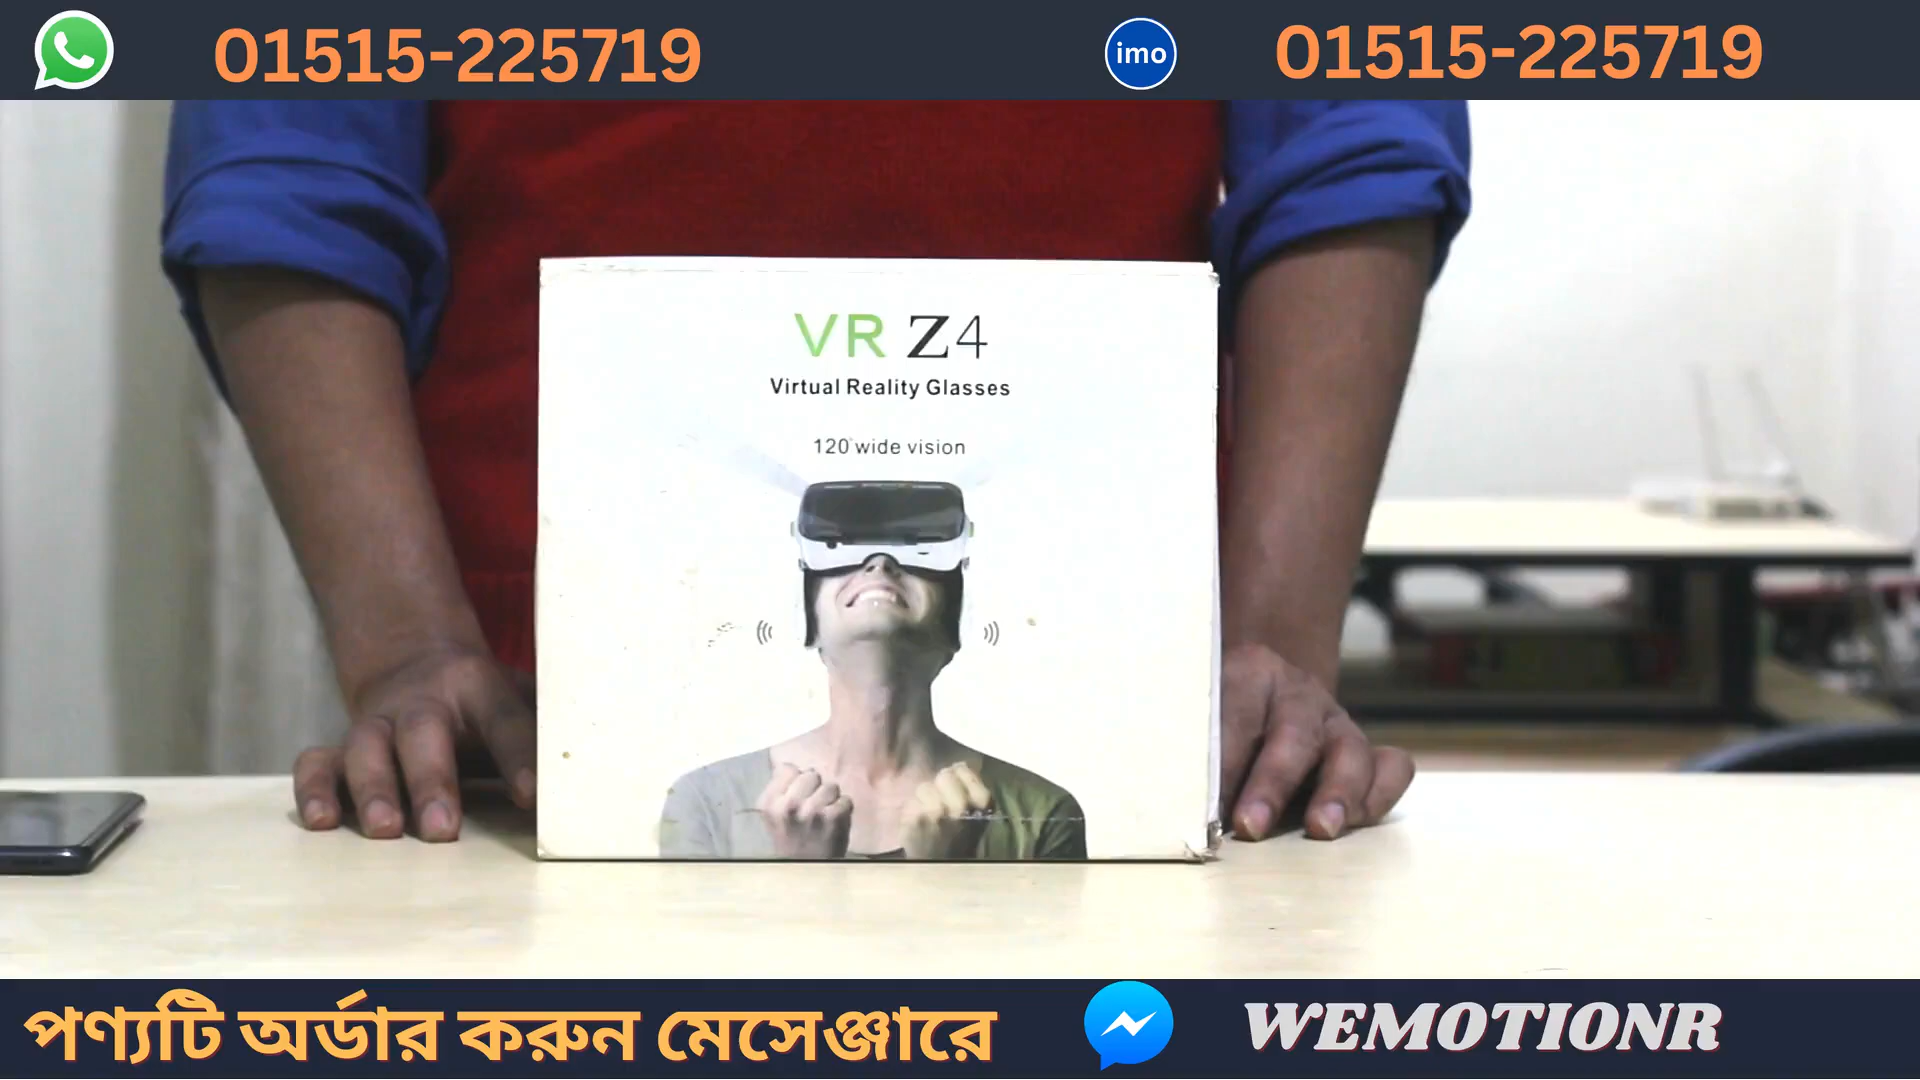 01515-225719
imo
01515-225719
VR Z4
Virtual Reality Glasses
120° wide vision
পণ্যটি অর্ডার করুন মেসেঞ্জারে
WEMOTIONR